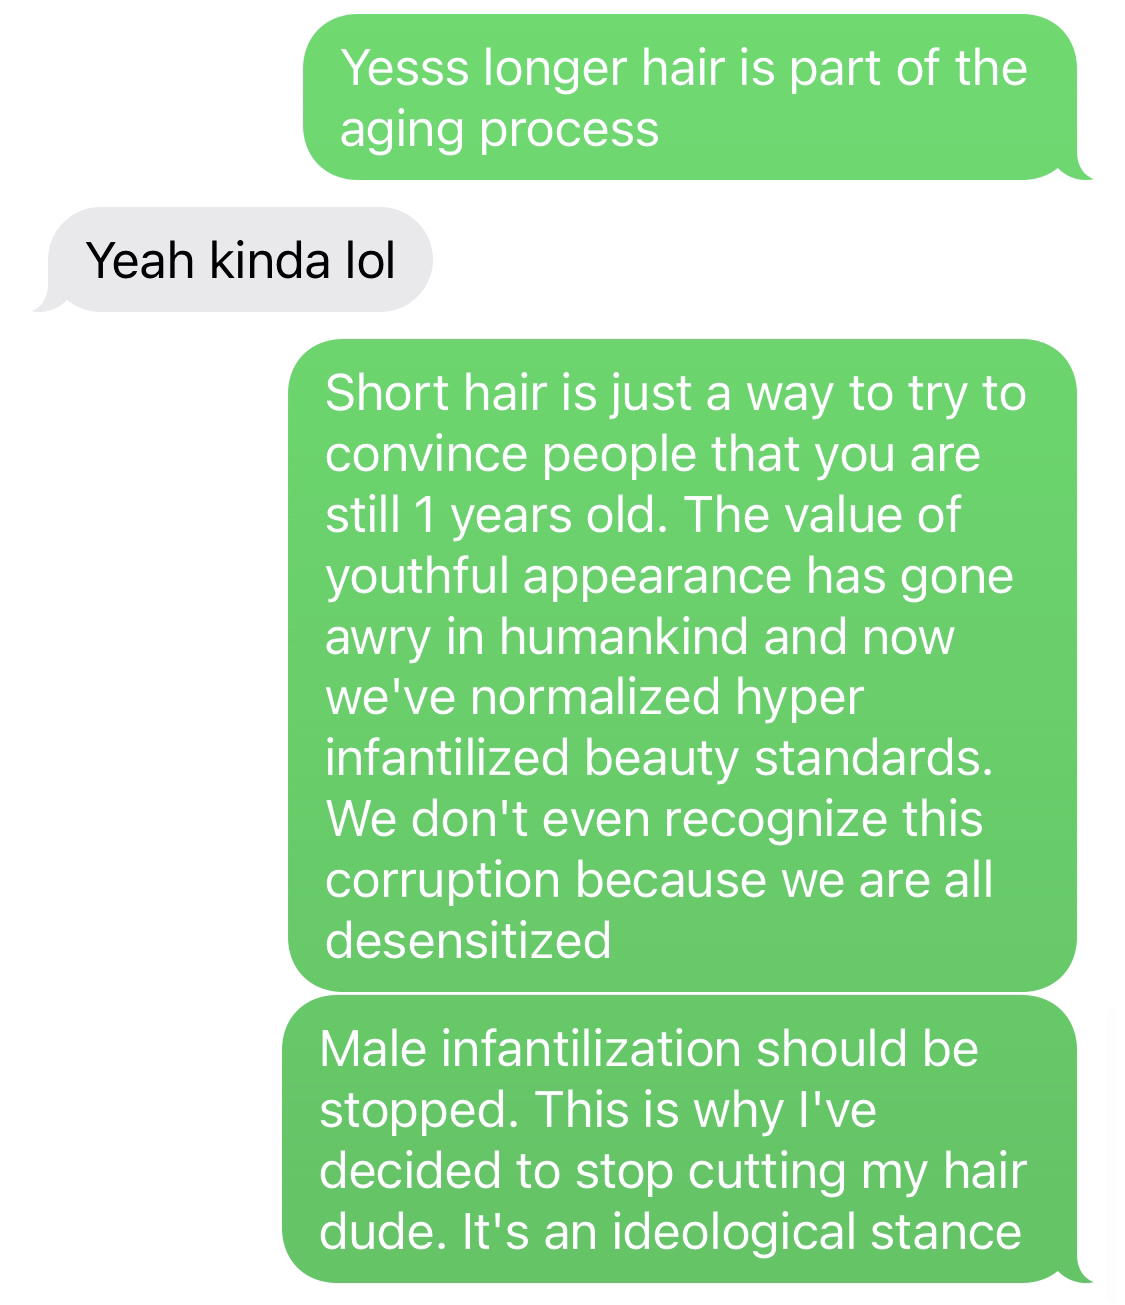 Yesss longer hair is part of the
aging process
Yeah kinda lol
Short hair is just a way to try to
convince people that you are
still 1 years old. The value of
youthful appearance has gone
awry in humankind and now
we've normalized hyper
infantilized beauty standards.
We don't even recognize this
corruption because we are all
desensitized
Male infantilization should be
stopped. This is why I've
decided to stop cutting my hair
dude. It's an ideological stance